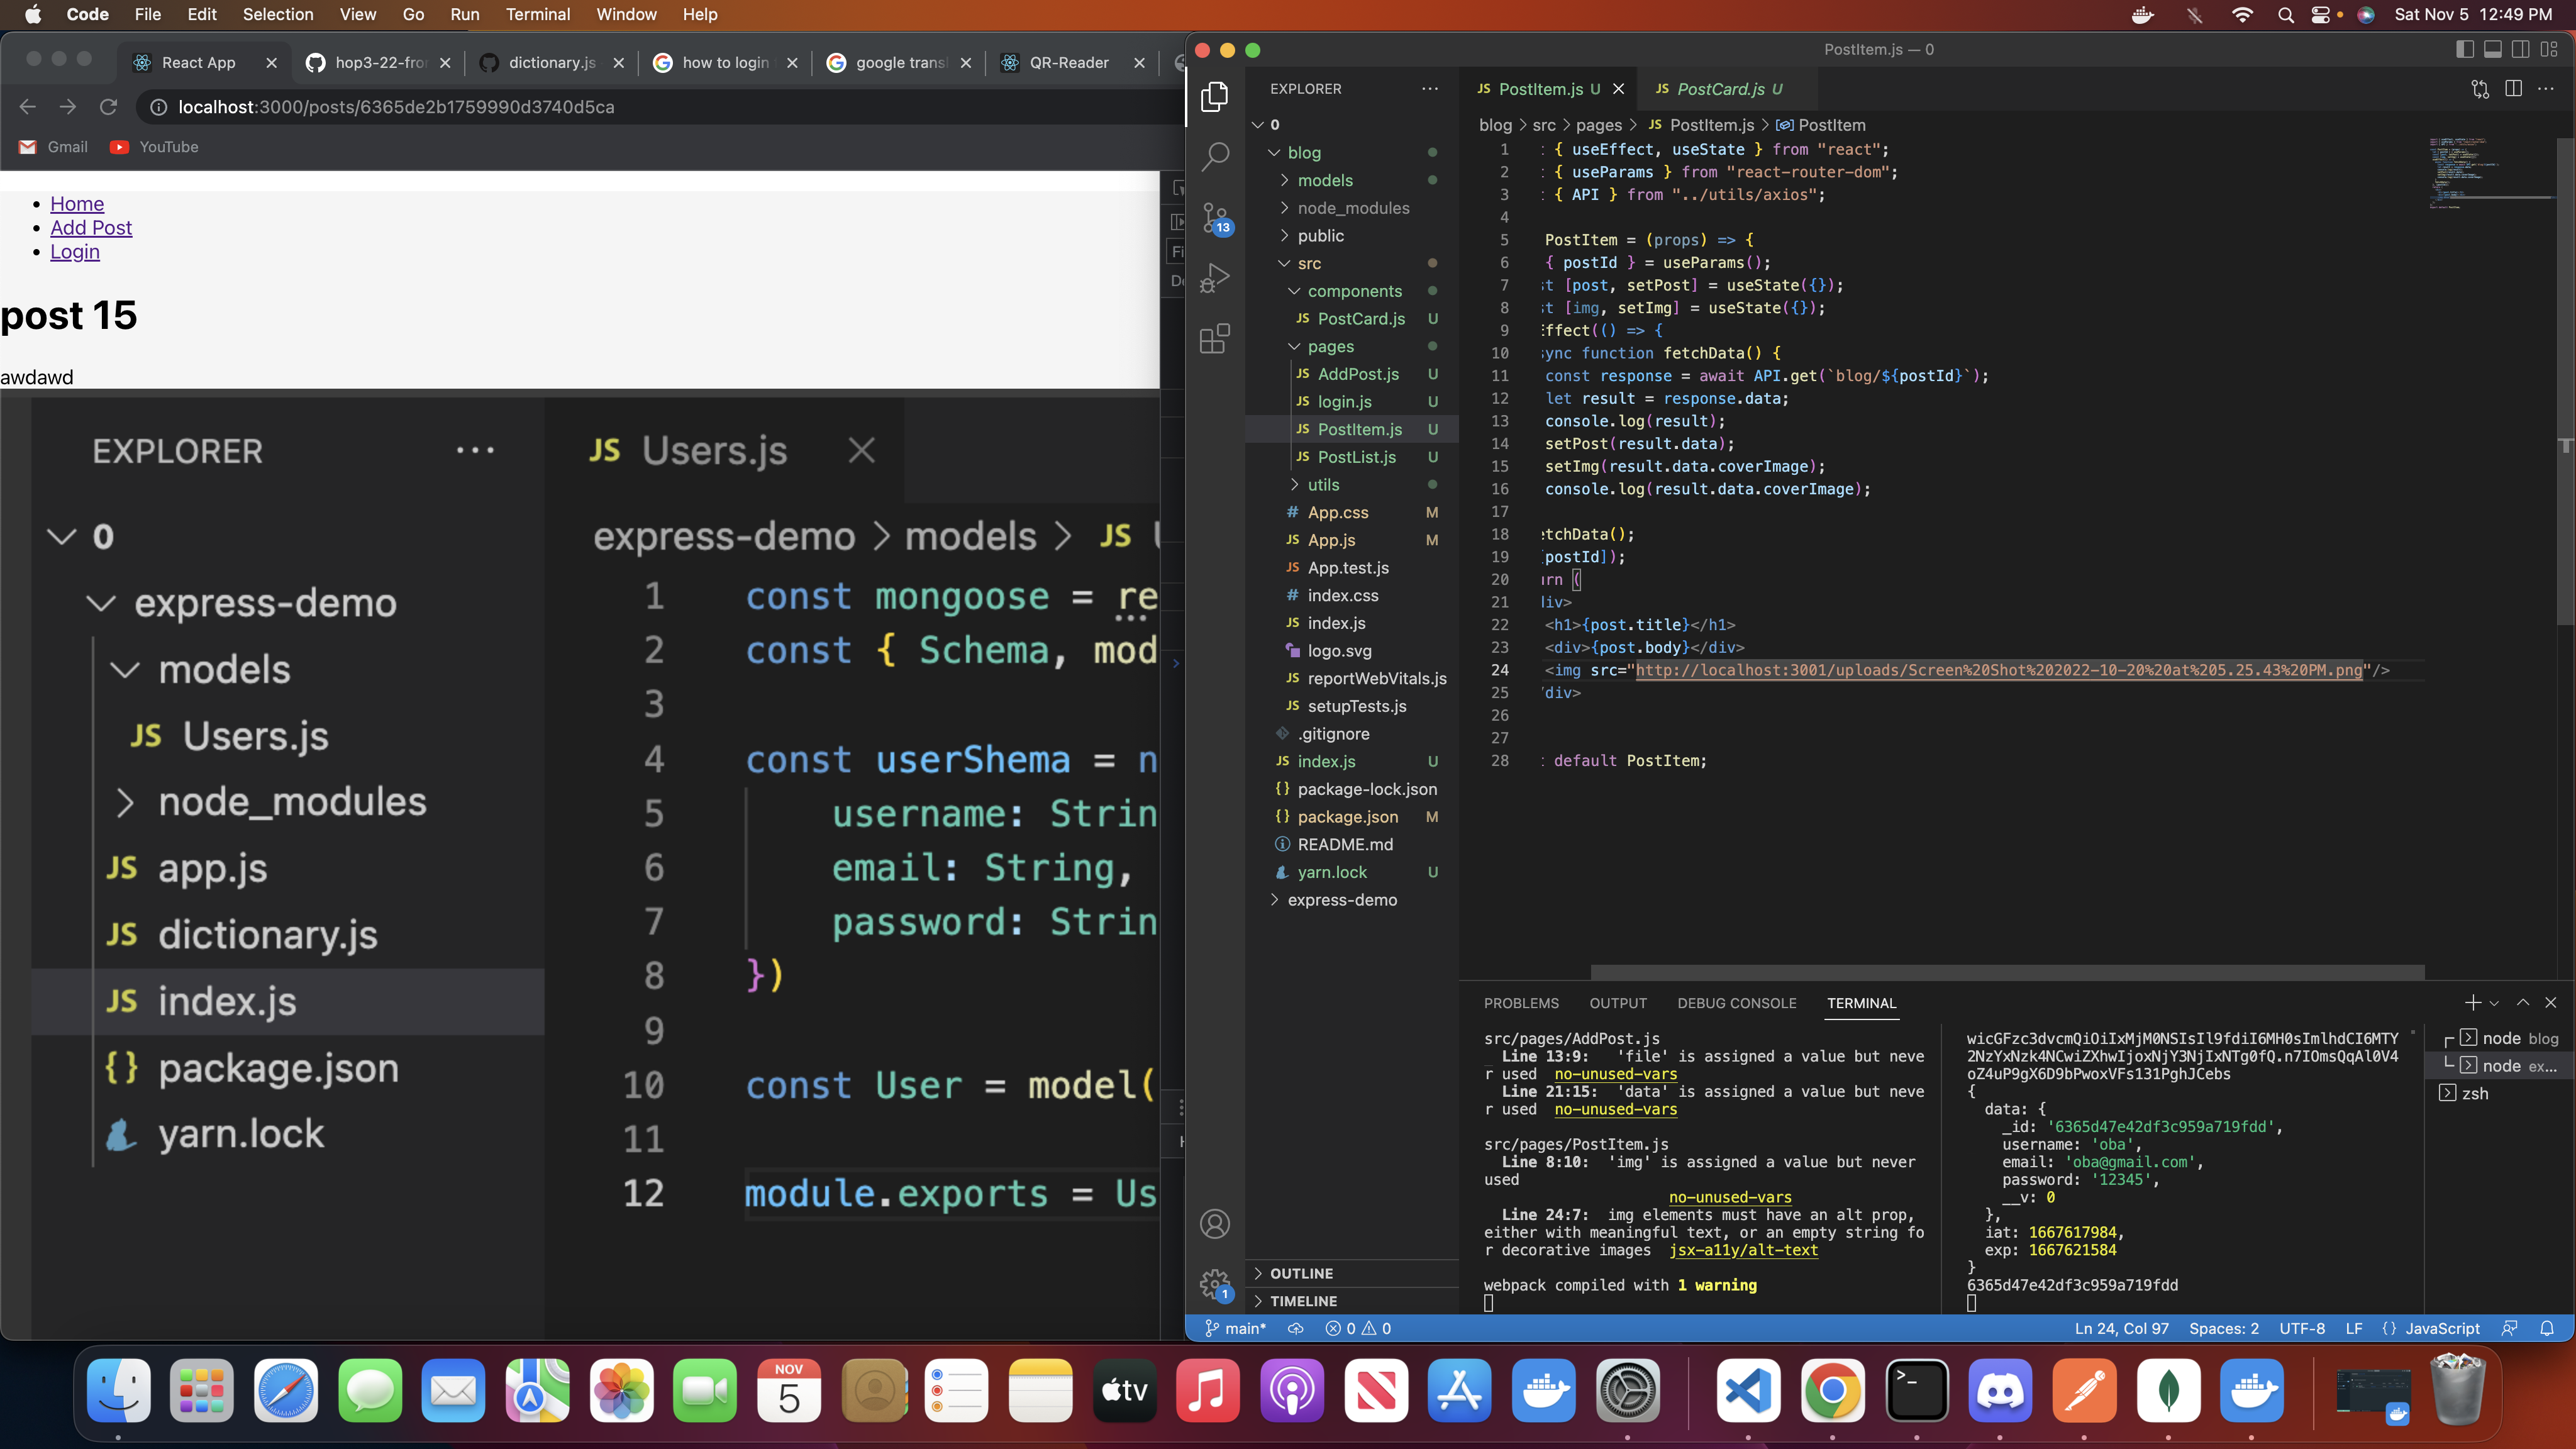 Code File Edit Selection View Go Run Terminal Window Help
Sat Nov 5 12:49 PM
React App
hop3-22-fro
dictionary.js
how to login
google transl
QR-Reader
localhost:3000/posts/6365de2b1759990d3740d5ca
Gmail YouTube
Home
Add Post
Login
post 15
awdawd
EXPLORER ...
JS Users.js
0
express-demo
models
JS Users.js
node_modules
JS app.js
JS dictionary.js
JS index.js
{} package.json
yarn.lock
express-demo > models > JS
1 const mongoose = re
2 const { Schema, mod
3
4 const userShema = n
5 username: Strin
6 email: String,
7 password: Strin
8 })
9
10 const User = model(
11
12 module.exports = Us
Fi
PostItem.js — 0
13
1
EXPLORER ...
0
blog
models
node_modules
public
src
components
JS PostCard.js U
pages
JS AddPost.js U
JS login.js U
JS PostItem.js U
JS PostList.js U
utils
# App.css M
JS App.js M
JS App.test.js
# index.css
JS index.js
logo.svg
JS reportWebVitals.js
JS setupTests.js
.gitignore
JS index.js U
{} package-lock.json
{} package.json M
README.md
yarn.lock U
express-demo
OUTLINE
TIMELINE
JS PostItem.js U
JS PostCard.js U
blog > src > pages > JS PostItem.js > PostItem
1 : { useEffect, useState } from "react";
2 : { useParams } from "react-router-dom";
3 : { API } from "../utils/axios";
4
5 PostItem = (props) => {
6 { postId } = useParams();
7 st [post, setPost] = useState({});
8 st [img, setImg] = useState({});
9 Effect(() => {
10 sync function fetchData() {
11 const response = await API.get(`blog/${postId}`);
12 let result = response.data;
13 console.log(result);
14 setPost(result.data);
15 setImg(result.data.coverImage);
16 console.log(result.data.coverImage);
17
18 etchData();
19 [postId]);
20 urn (
21 div>
22 <h1>{post.title}</h1>
23 <div>{post.body}</div>
24 <img src="http://localhost:3001/uploads/Screen%20Shot%202022-10-20%20at%205.25.43%20PM.png"/>
25 /div>
26
27
28 : default PostItem;
PROBLEMS OUTPUT DEBUG CONSOLE TERMINAL
src/pages/AddPost.js
Line 13:9: 'file' is assigned a value but neve
r used no-unused-vars
Line 21:15: 'data' is assigned a value but neve
r used no-unused-vars
src/pages/PostItem.js
Line 8:10: 'img' is assigned a value but never
used
no-unused-vars
Line 24:7: img elements must have an alt prop,
either with meaningful text, or an empty string fo
r decorative images jsx-a11y/alt-text
webpack compiled with 1 warning
wicGFzc3dvcmQiOiIxMjM0NSIsIl9fdiI6MH0sImlhdCI6MTY
2NzYxNzk4NCwiZXhwIjoxNjY3NjIxNTg0fQ.n7IOmsQqAl0V4
oZ4uP9gX6D9bPwoxVFs131PghJCebs
{
data: {
_id: '6365d47e42df3c959a719fdd',
username: 'oba',
email: 'oba@gmail.com',
password: '12345',
__v: 0
},
iat: 1667617984,
exp: 1667621584
}
6365d47e42df3c959a719fdd
node blog
node ex...
zsh
main*
0 0
Ln 24, Col 97 Spaces: 2 UTF-8 LF {} JavaScript
NOV
5
tv